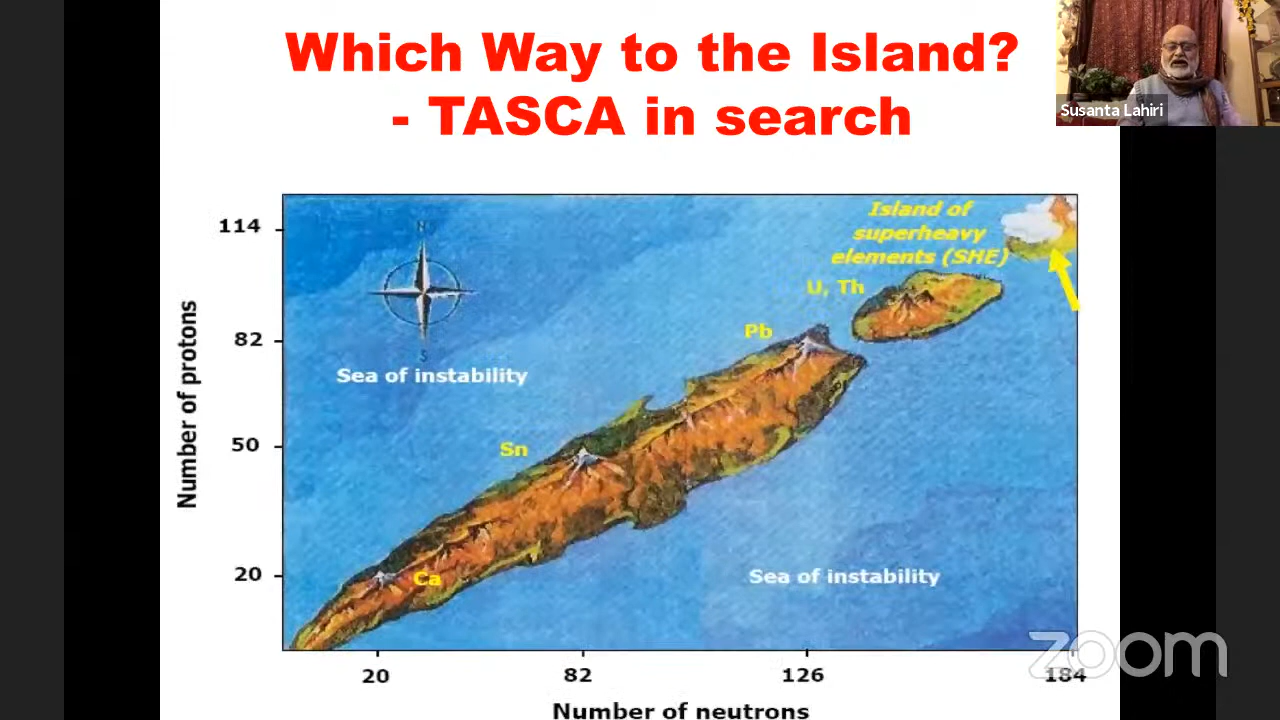 Which Way to the Island?
- TASCA in search
Susanta Lahiri
114
82
50
20
Number of protons
N
S
Island of
superheavy
elements (SHE)
U, Th
Pb
Sea of instability
Sn
Ca
Sea of instability
20
82
126
184
Number of neutrons
zoom